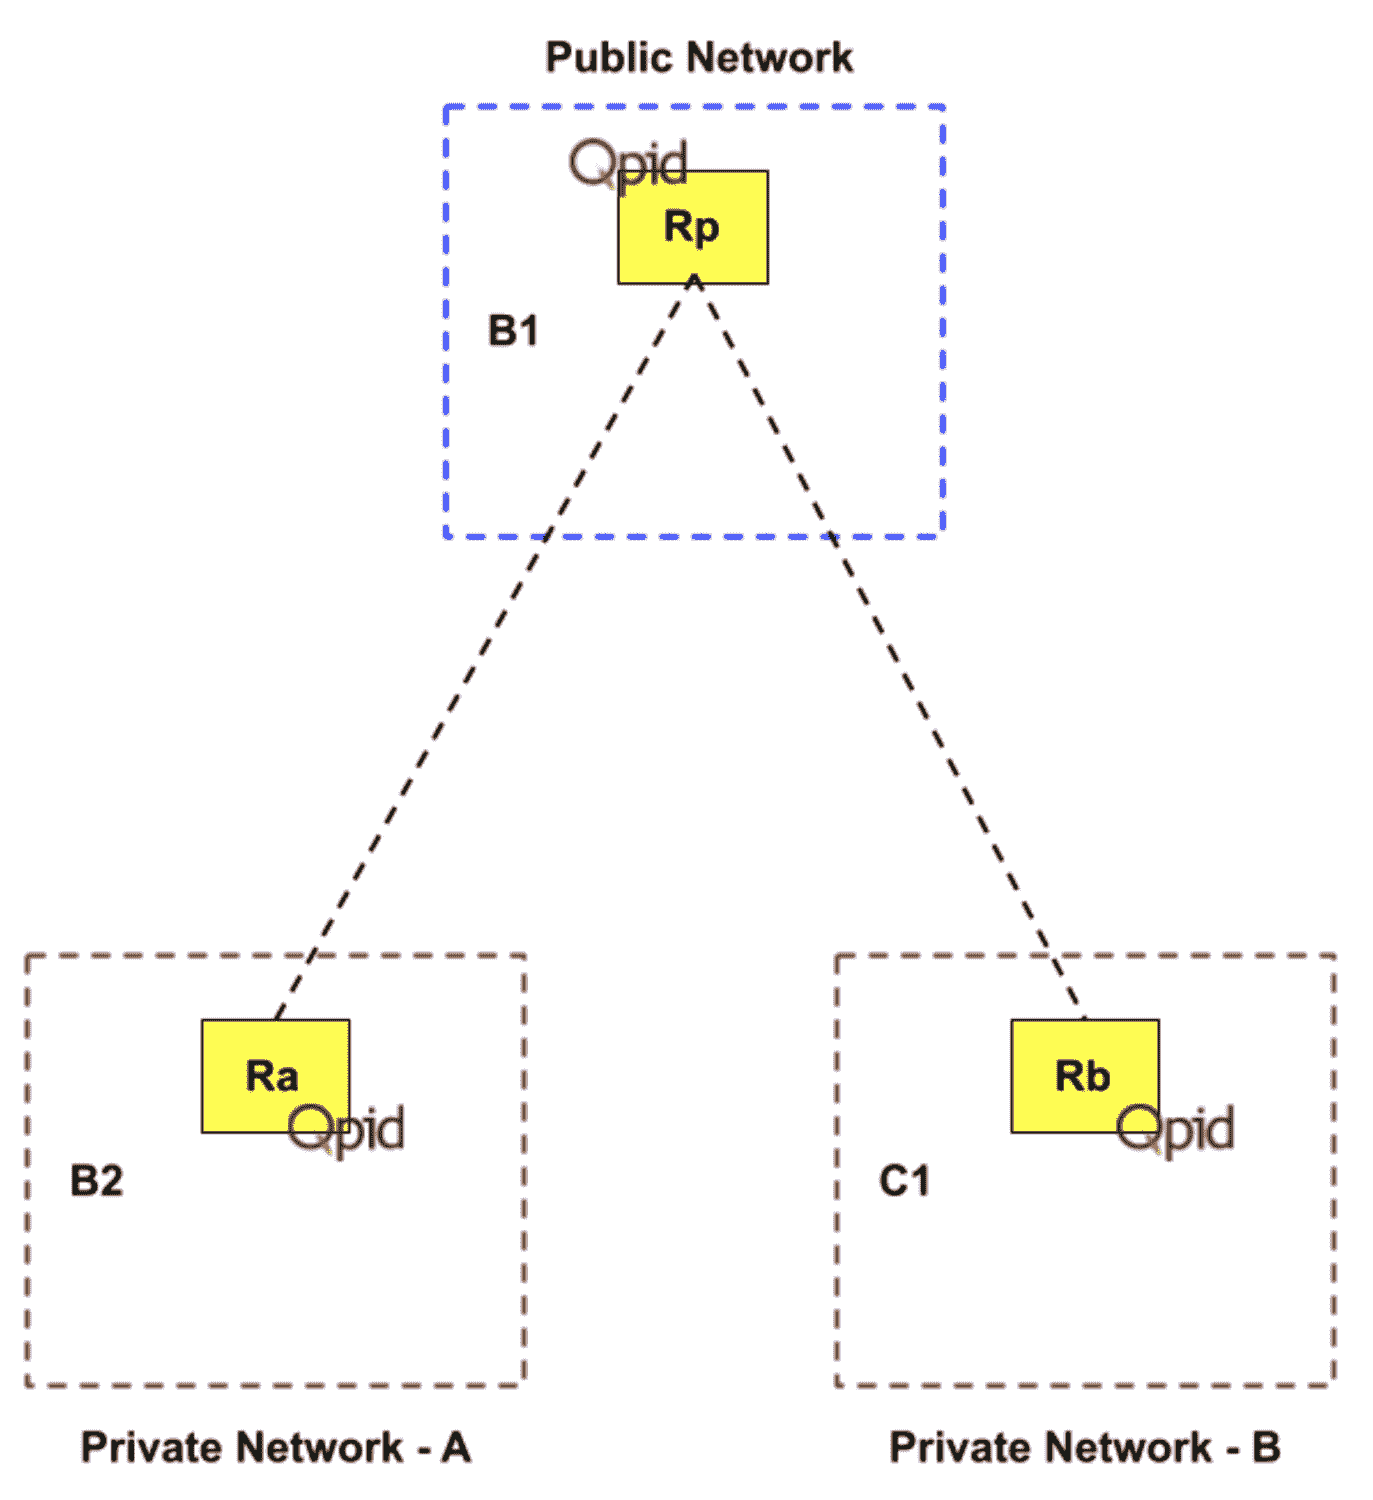 Public Network
Qpid
Rp
B1
Ra
Qpid
B2
Rb
Qpid
C1
Private Network - A
Private Network - B